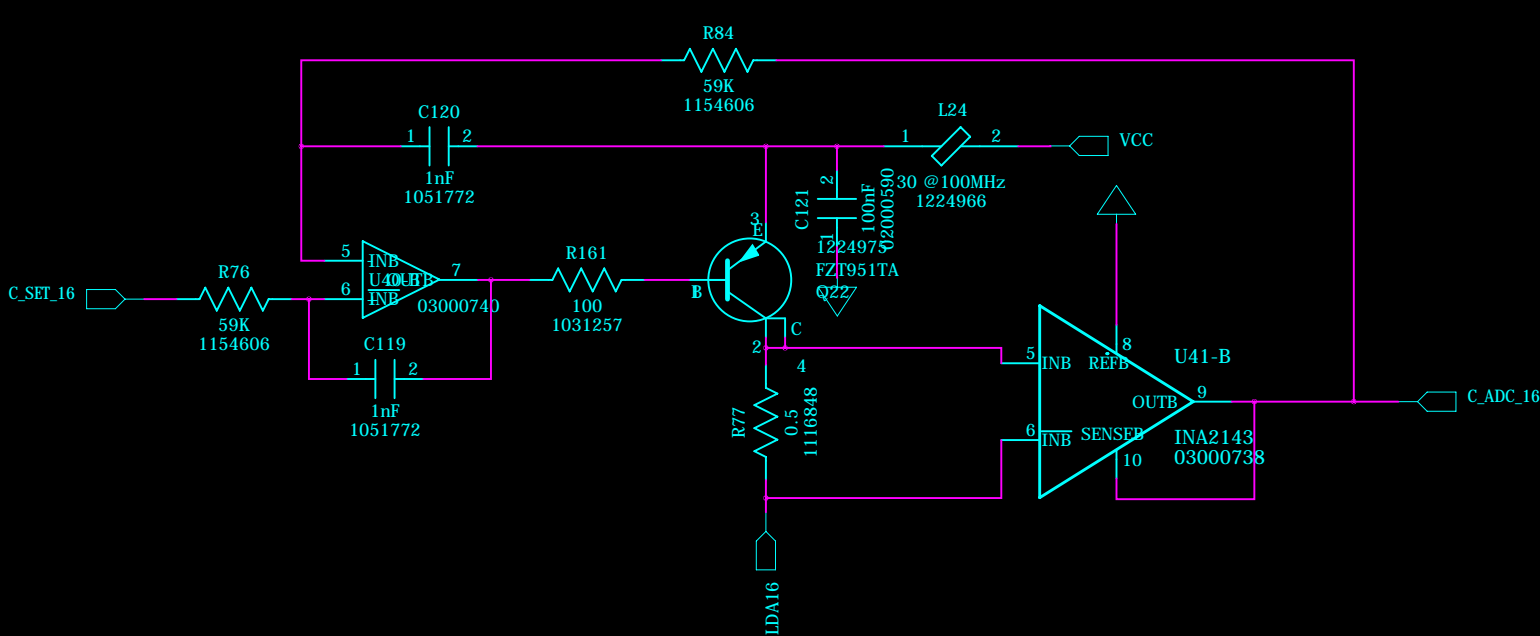 R84
59K
1154606
C120
1
2
1nF
1051772
L24
1
2
30 @100MHz
1224966
VCC
C121
2
1
100nF
02000590
3
E
1224975
FZT951TA
Q22
B
C
2
4
R161
100
1031257
5
INB
U40-B
OUTB
7
6
INB
03000740
C_SET_16
R76
59K
1154606
C119
1
2
1nF
1051772
R77
0.5
1116848
LDA16
5
INB
REFB
8
U41-B
OUTB
9
6
INB
SENSEB
10
INA2143
03000738
C_ADC_16